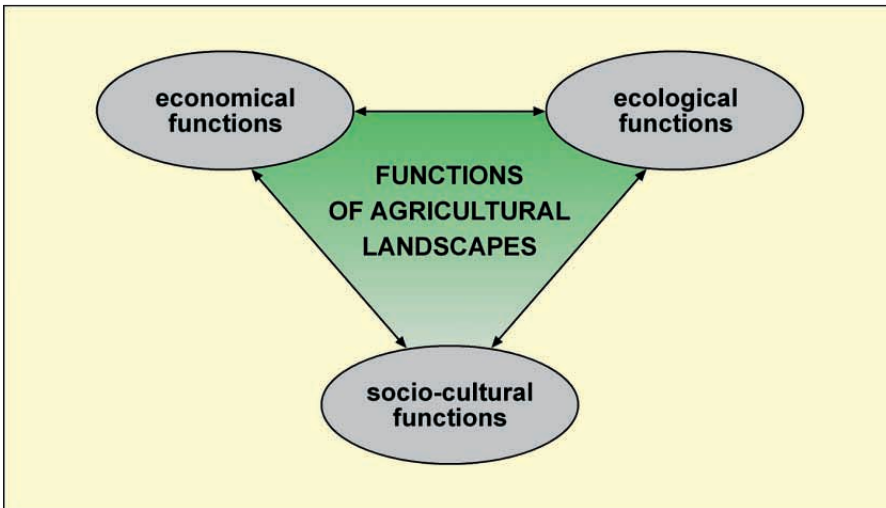 economical
functions
ecological
functions
FUNCTIONS
OF AGRICULTURAL
LANDSCAPES
socio-cultural
functions